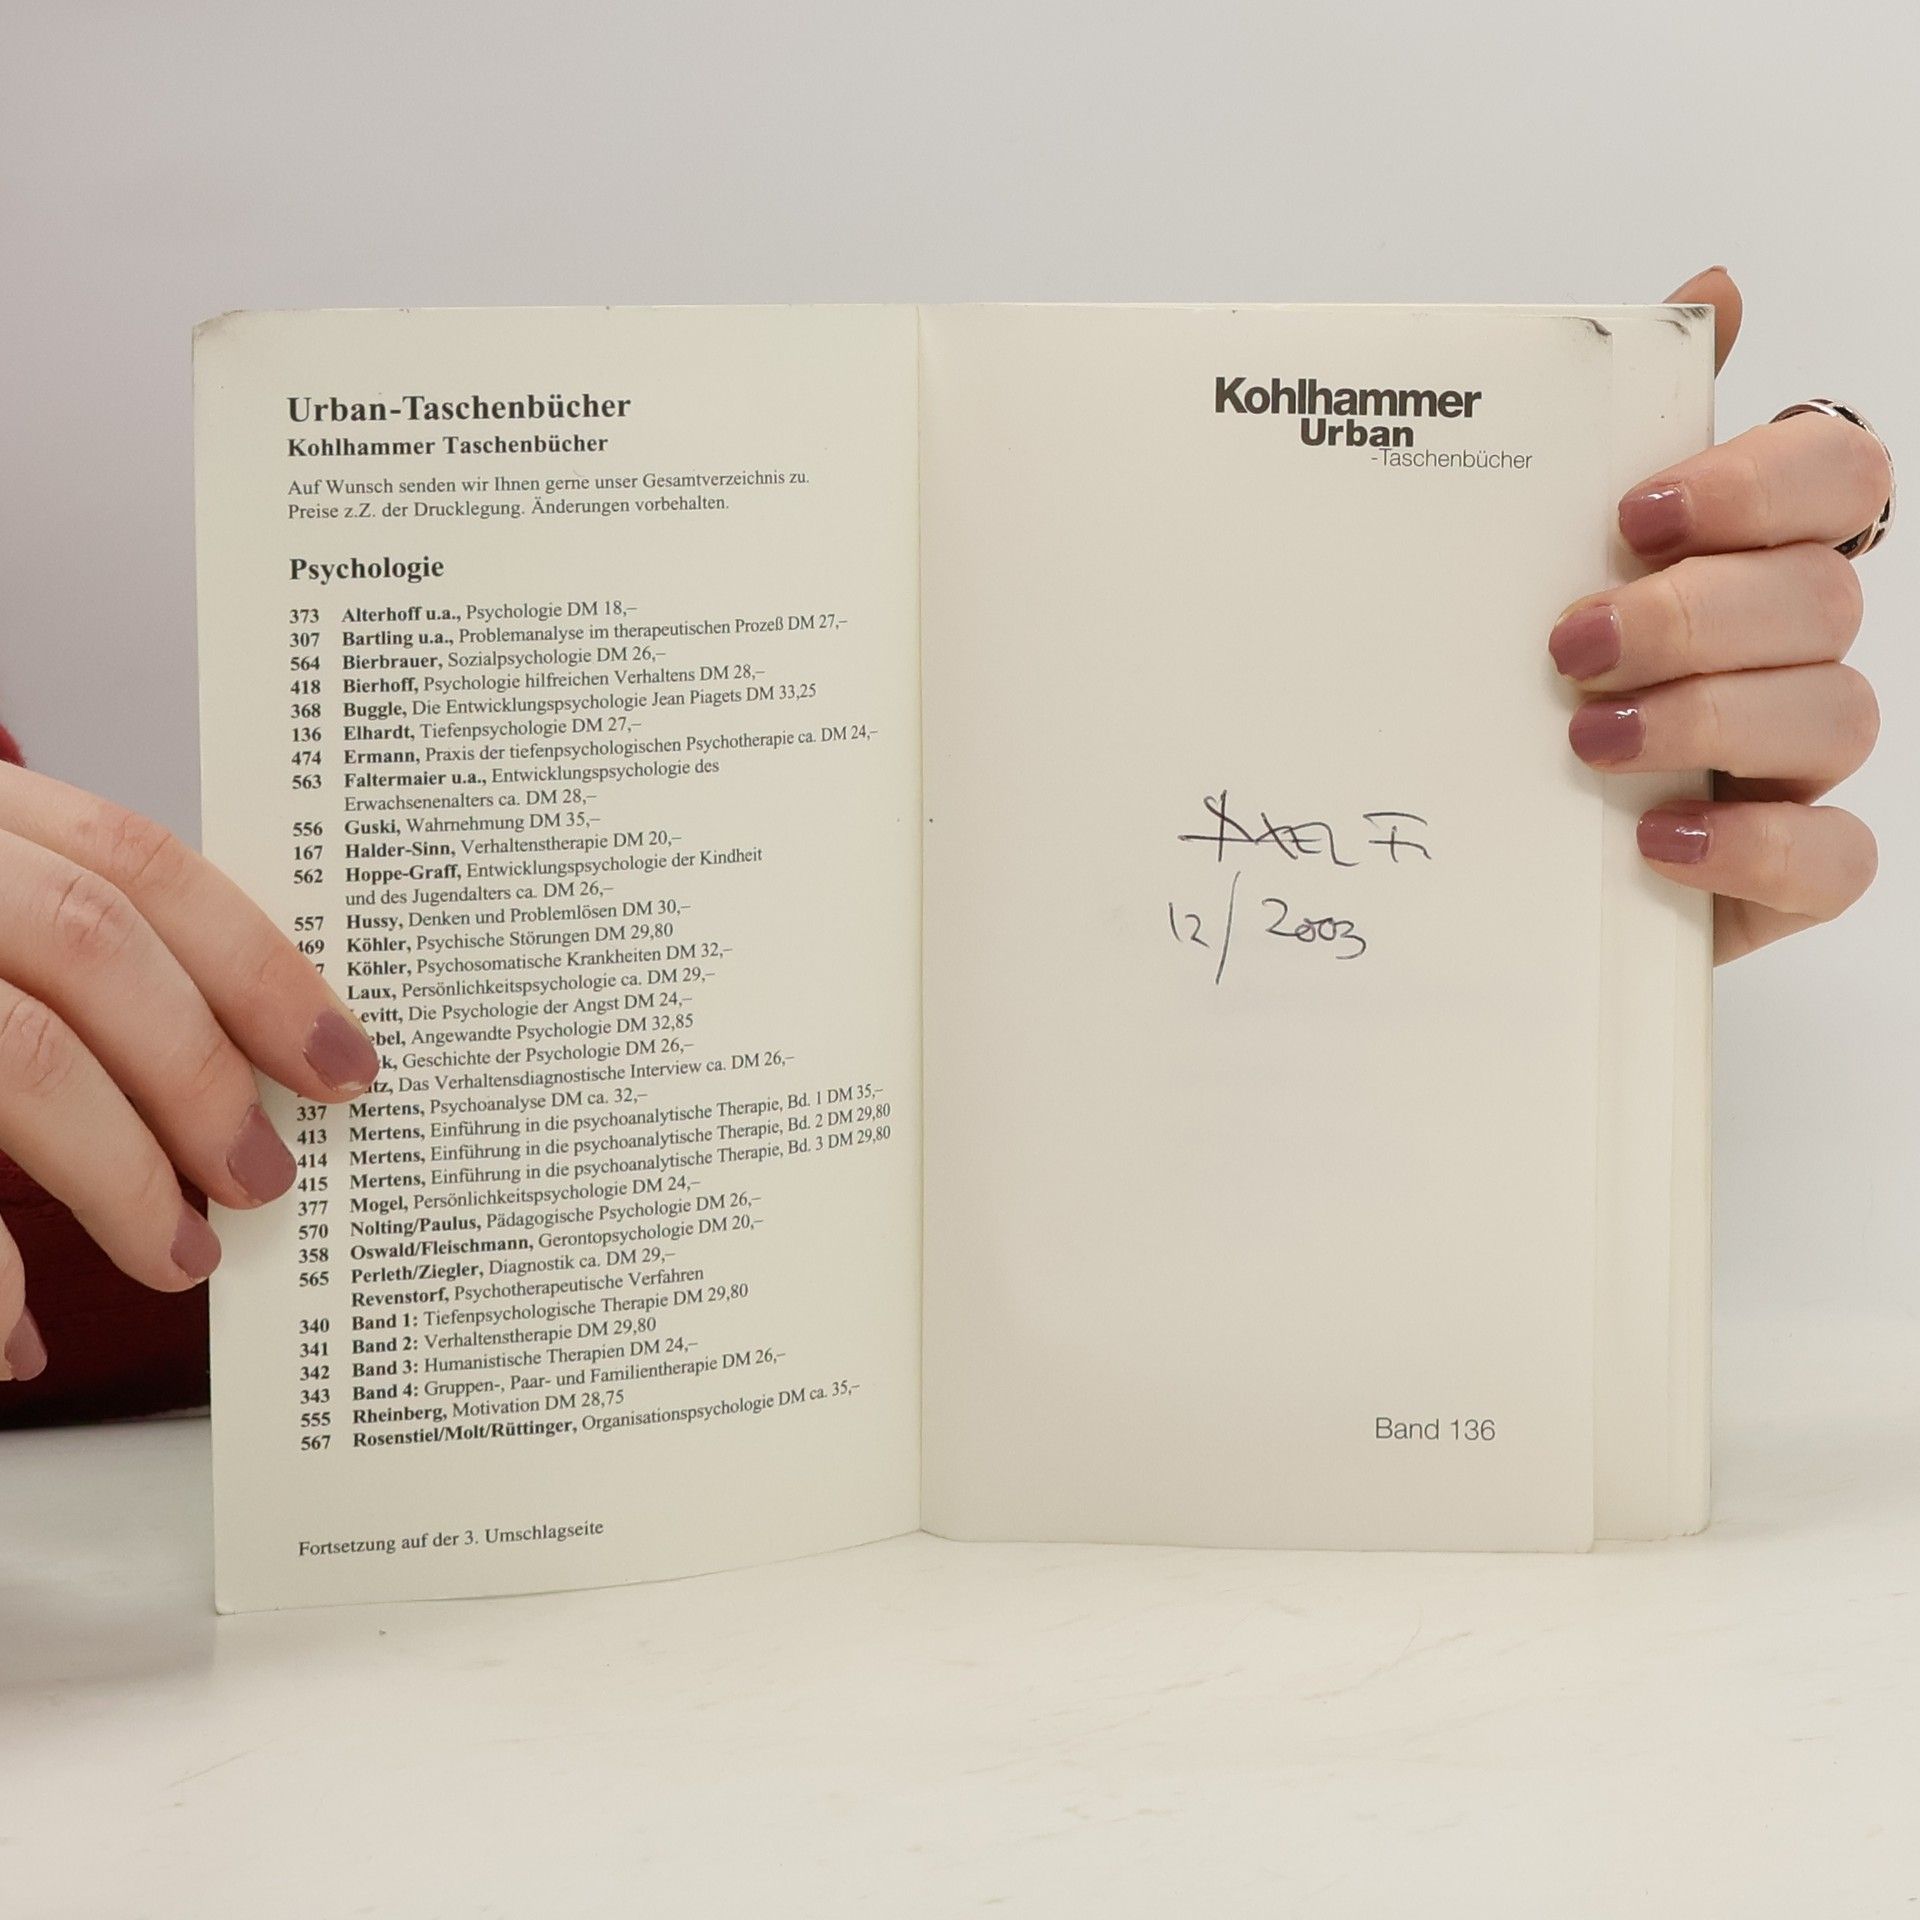 Urban-Taschenbücher
Kohlhammer Taschenbücher
Auf Wunsch senden wir Ihnen gerne unser Gesamtverzeichnis zu.
Preise z.Z. der Drucklegung. Änderungen vorbehalten.
Psychologie
373 Alterhoff u.a., Psychologie DM 18,–
307 Bartling u.a., Problemanalyse im therapeutischen Prozeß DM 27,–
564 Bierbrauer, Sozialpsychologie DM 26,–
418 Bierhoff, Psychologie hilfreichen Verhaltens DM 28,–
368 Buggle, Die Entwicklungspsychologie Jean Piagets DM 33,25
136 Elhardt, Tiefenpsychologie DM 27,–
474 Ermann, Praxis der tiefenpsychologischen Psychotherapie ca. DM 24,–
563 Faltermaier u.a., Entwicklungspsychologie des
Erwachsenenalters ca. DM 28,–
556 Guski, Wahrnehmung DM 35,–
167 Halder-Sinn, Verhaltenstherapie DM 20,–
562 Hoppe-Graff, Entwicklungspsychologie der Kindheit
und des Jugendalters ca. DM 26,–
557 Hussy, Denken und Problemlösen DM 30,–
469 Köhler, Psychische Störungen DM 29,80
7 Köhler, Psychosomatische Krankheiten DM 32,–
Laux, Persönlichkeitspsychologie ca. DM 29,–
Levitt, Die Psychologie der Angst DM 24,–
ebel, Angewandte Psychologie DM 32,85
k, Geschichte der Psychologie DM 26,–
tz, Das Verhaltensdiagnostische Interview ca. DM 26,–
337 Mertens, Psychoanalyse DM ca. 32,–
413 Mertens, Einführung in die psychoanalytische Therapie, Bd. 1 DM 35,–
414 Mertens, Einführung in die psychoanalytische Therapie, Bd. 2 DM 29,80
415 Mertens, Einführung in die psychoanalytische Therapie, Bd. 3 DM 29,80
377 Mogel, Persönlichkeitspsychologie DM 24,–
570 Nolting/Paulus, Pädagogische Psychologie DM 26,–
358 Oswald/Fleischmann, Gerontopsychologie DM 20,–
565 Perleth/Ziegler, Diagnostik ca. DM 29,–
Revenstorf, Psychotherapeutische Verfahren
340 Band 1: Tiefenpsychologische Therapie DM 29,80
341 Band 2: Verhaltenstherapie DM 29,80
342 Band 3: Humanistische Therapien DM 24,–
343 Band 4: Gruppen-, Paar- und Familientherapie DM 26,–
555 Rheinberg, Motivation DM 28,75
567 Rosenstiel/Molt/Rüttinger, Organisationspsychologie DM ca. 35,–
Fortsetzung auf der 3. Umschlagseite
Kohlhammer
Urban
-Taschenbücher
12/2003
Band 136